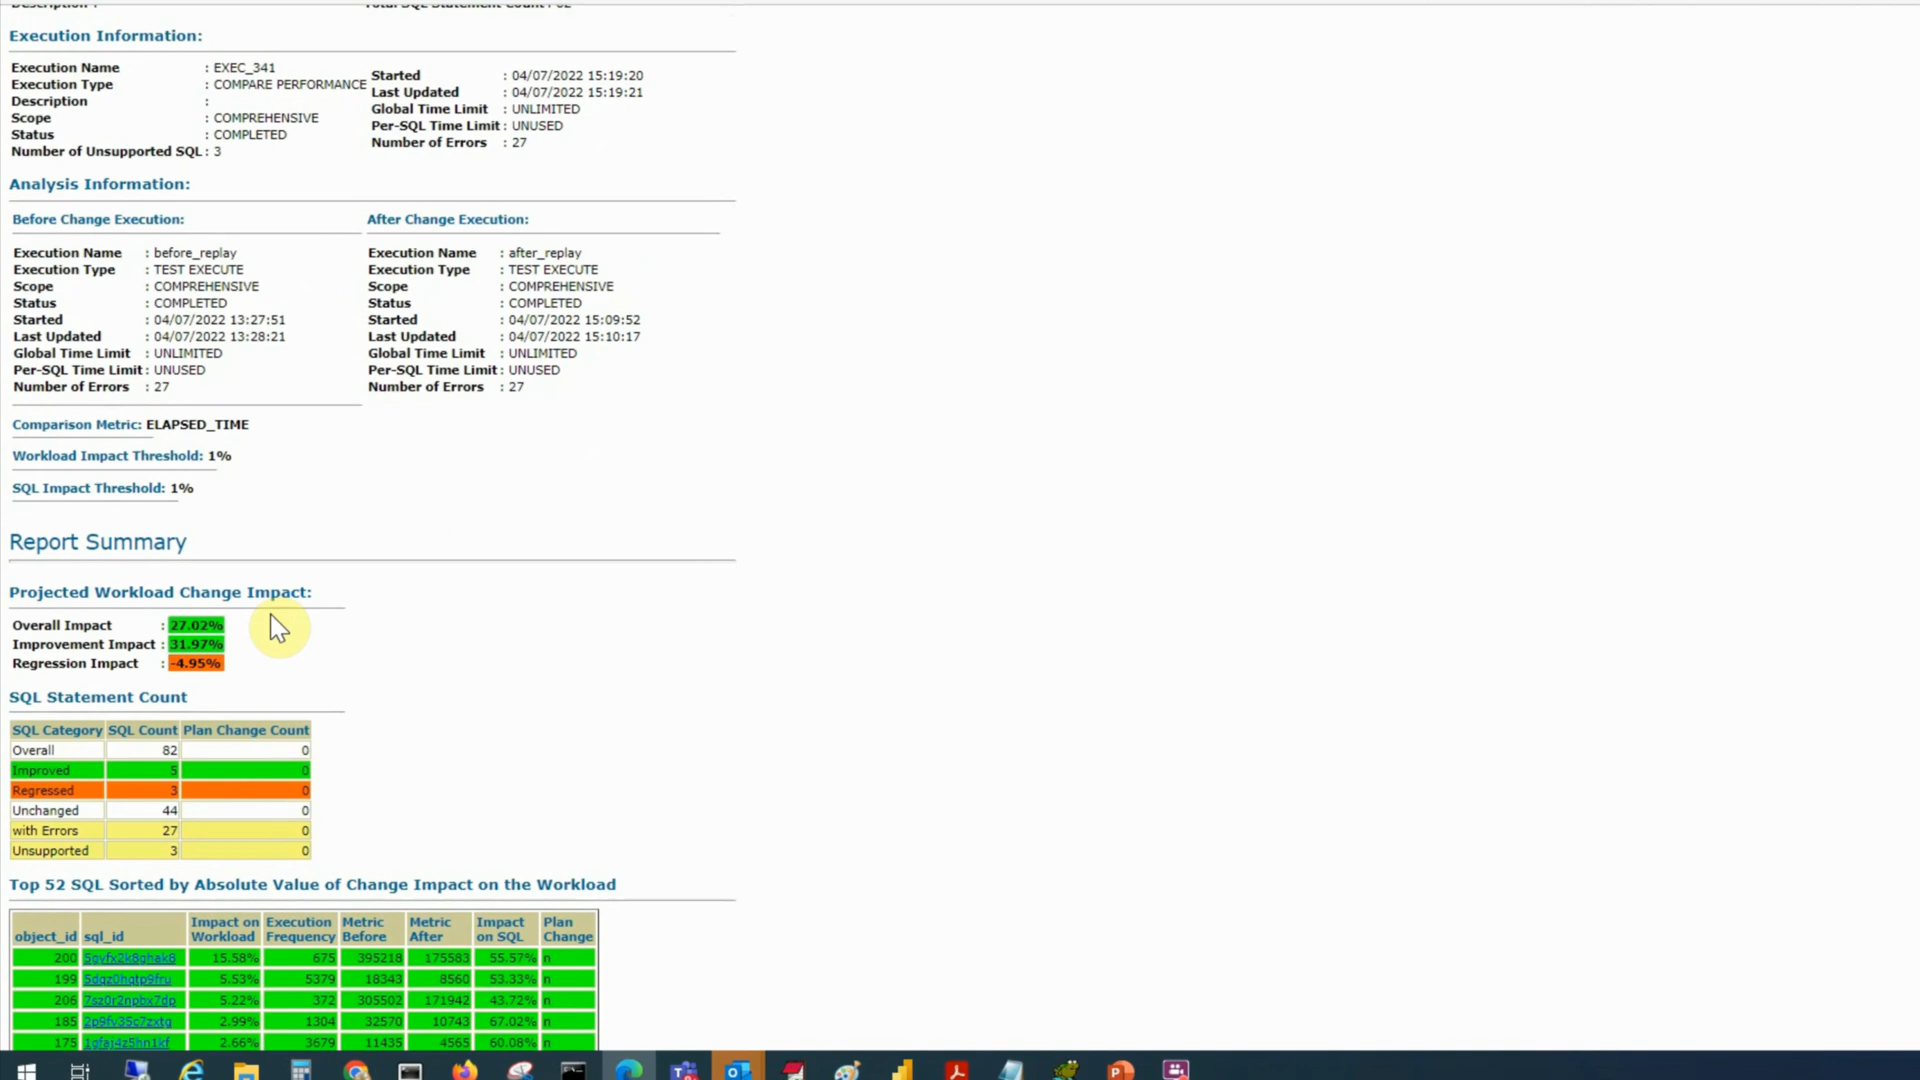 Execution Information:
Execution Name : EXEC_341
Execution Type : COMPARE PERFORMANCE
Description :
Scope : COMPREHENSIVE
Status : COMPLETED
Number of Unsupported SQL : 3
Started : 04/07/2022 15:19:20
Last Updated : 04/07/2022 15:19:21
Global Time Limit : UNLIMITED
Per-SQL Time Limit : UNUSED
Number of Errors : 27
Analysis Information:
Before Change Execution:
Execution Name : before_replay
Execution Type : TEST EXECUTE
Scope : COMPREHENSIVE
Status : COMPLETED
Started : 04/07/2022 13:27:51
Last Updated : 04/07/2022 13:28:21
Global Time Limit : UNLIMITED
Per-SQL Time Limit : UNUSED
Number of Errors : 27
After Change Execution:
Execution Name : after_replay
Execution Type : TEST EXECUTE
Scope : COMPREHENSIVE
Status : COMPLETED
Started : 04/07/2022 15:09:52
Last Updated : 04/07/2022 15:10:17
Global Time Limit : UNLIMITED
Per-SQL Time Limit : UNUSED
Number of Errors : 27
Comparison Metric: ELAPSED_TIME
Workload Impact Threshold: 1%
SQL Impact Threshold: 1%
Report Summary
Projected Workload Change Impact:
Overall Impact : 27.02%
Improvement Impact : 31.97%
Regression Impact : -4.95%
SQL Statement Count
SQL Category SQL Count Plan Change Count
Overall 82 0
Improved 5 0
Regressed 3 0
Unchanged 44 0
with Errors 27 0
Unsupported 3 0
Top 52 SQL Sorted by Absolute Value of Change Impact on the Workload
object_id sql_id Impact on Workload Execution Frequency Metric Before Metric After Impact on SQL Plan Change
200 5gvfx2k8ghak8 15.58% 675 395218 175583 55.57% n
199 5dqz0hqtp9fru 5.53% 5379 18343 8560 53.33% n
206 7sz0r2npbx7dp 5.22% 372 305502 171942 43.72% n
185 2p9fv35c7zxtg 2.99% 1304 32570 10743 67.02% n
175 1gfaj4z5hn1kf 2.66% 3679 11435 4565 60.08% n